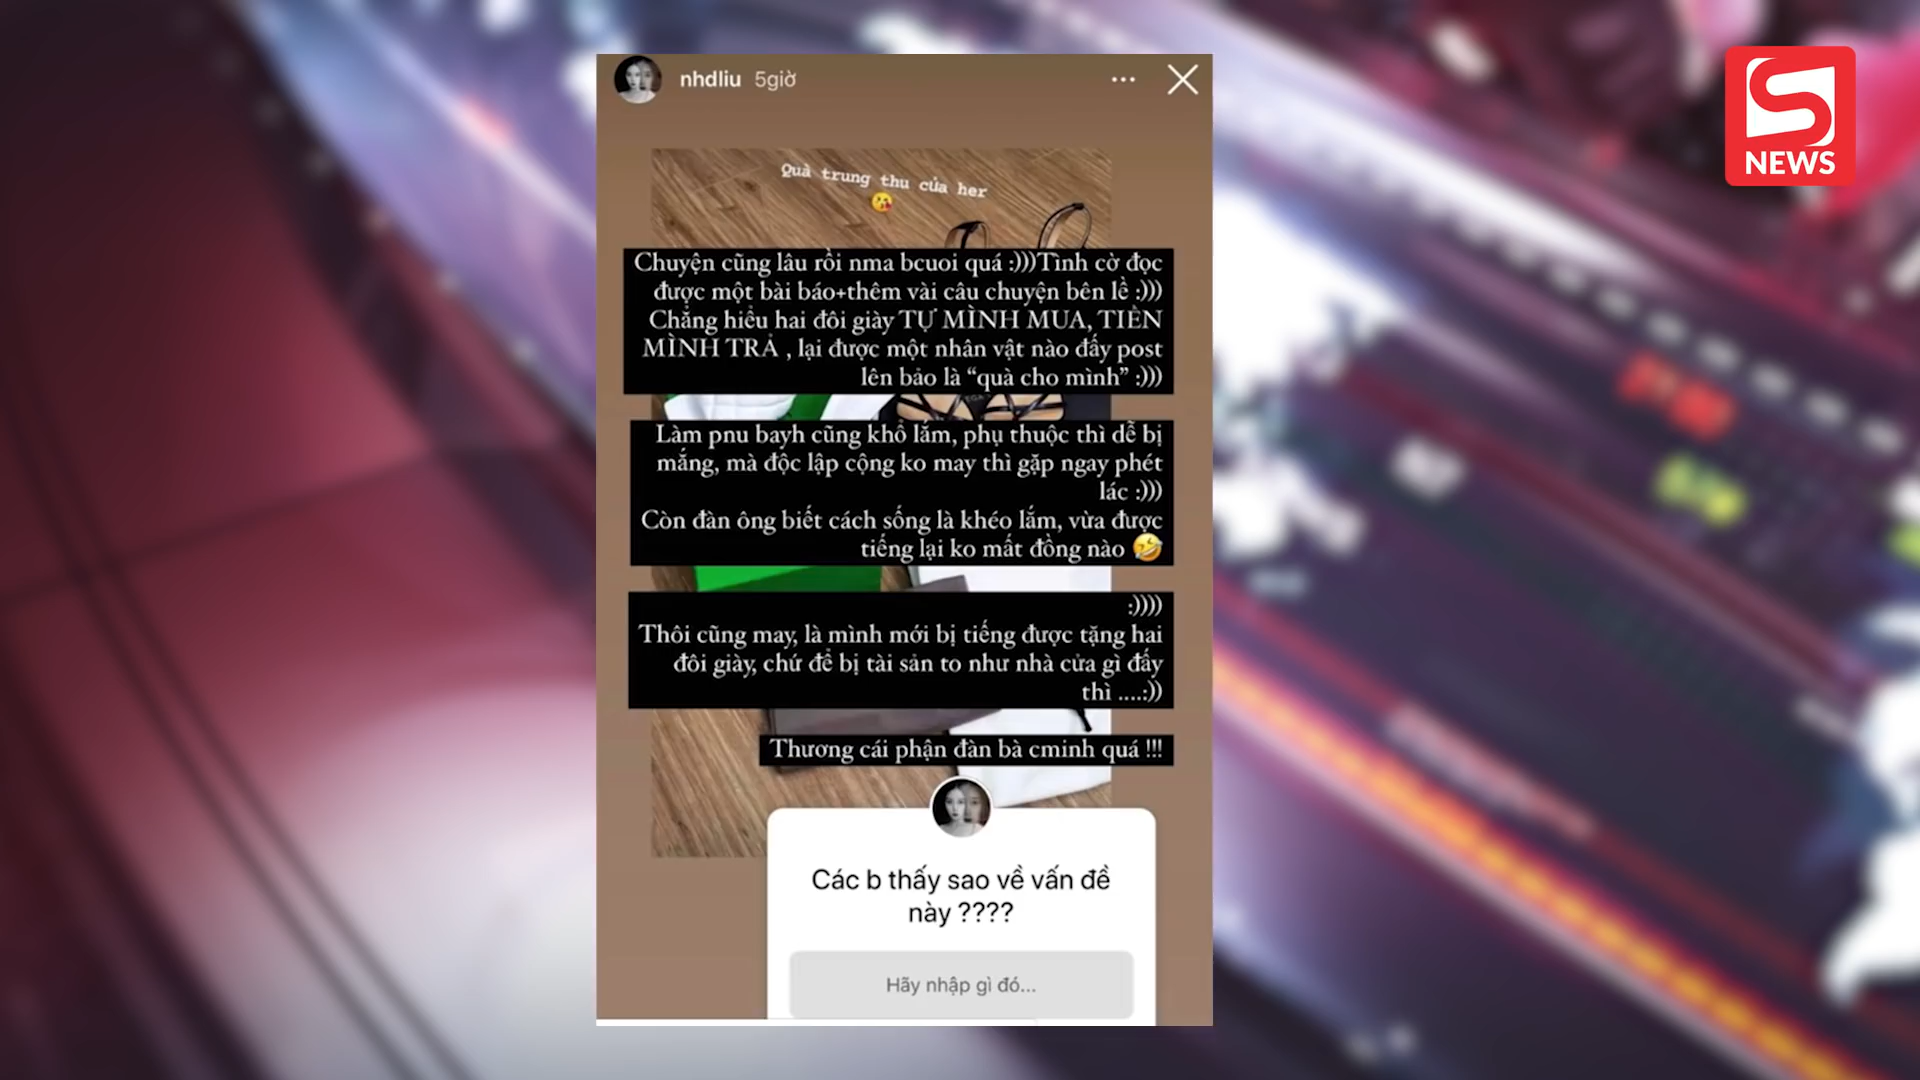 nhdliu 5giờ
NEWS
Quà trung thu của her
Chuyện cũng lâu rồi nma bcuoi quá :)))Tình cờ đọc
được một bài báo+thêm vài câu chuyện bên lề :)))
Chẳng hiểu hai đôi giày TỰ MÌNH MUA, TIỀN
MÌNH TRẢ , lại được một nhân vật nào đấy post
lên bảo là “quà cho mình” :)))
Làm pnu bayh cũng khổ lắm, phụ thuộc thì dễ bị
mắng, mà độc lập cộng ko may thì gặp ngay phét
lác :)))
Còn đàn ông biết cách sống là khéo lắm, vừa được
tiếng lại ko mất đồng nào 🤣
:))))
Thôi cũng may, là mình mới bị tiếng được tặng hai
đôi giày, chứ để bị tài sản to như nhà cửa gì đấy
thì ....:))
Thương cái phận đàn bà cminh quá !!!
Các b thấy sao về vấn đề
này ????
Hãy nhập gì đó...